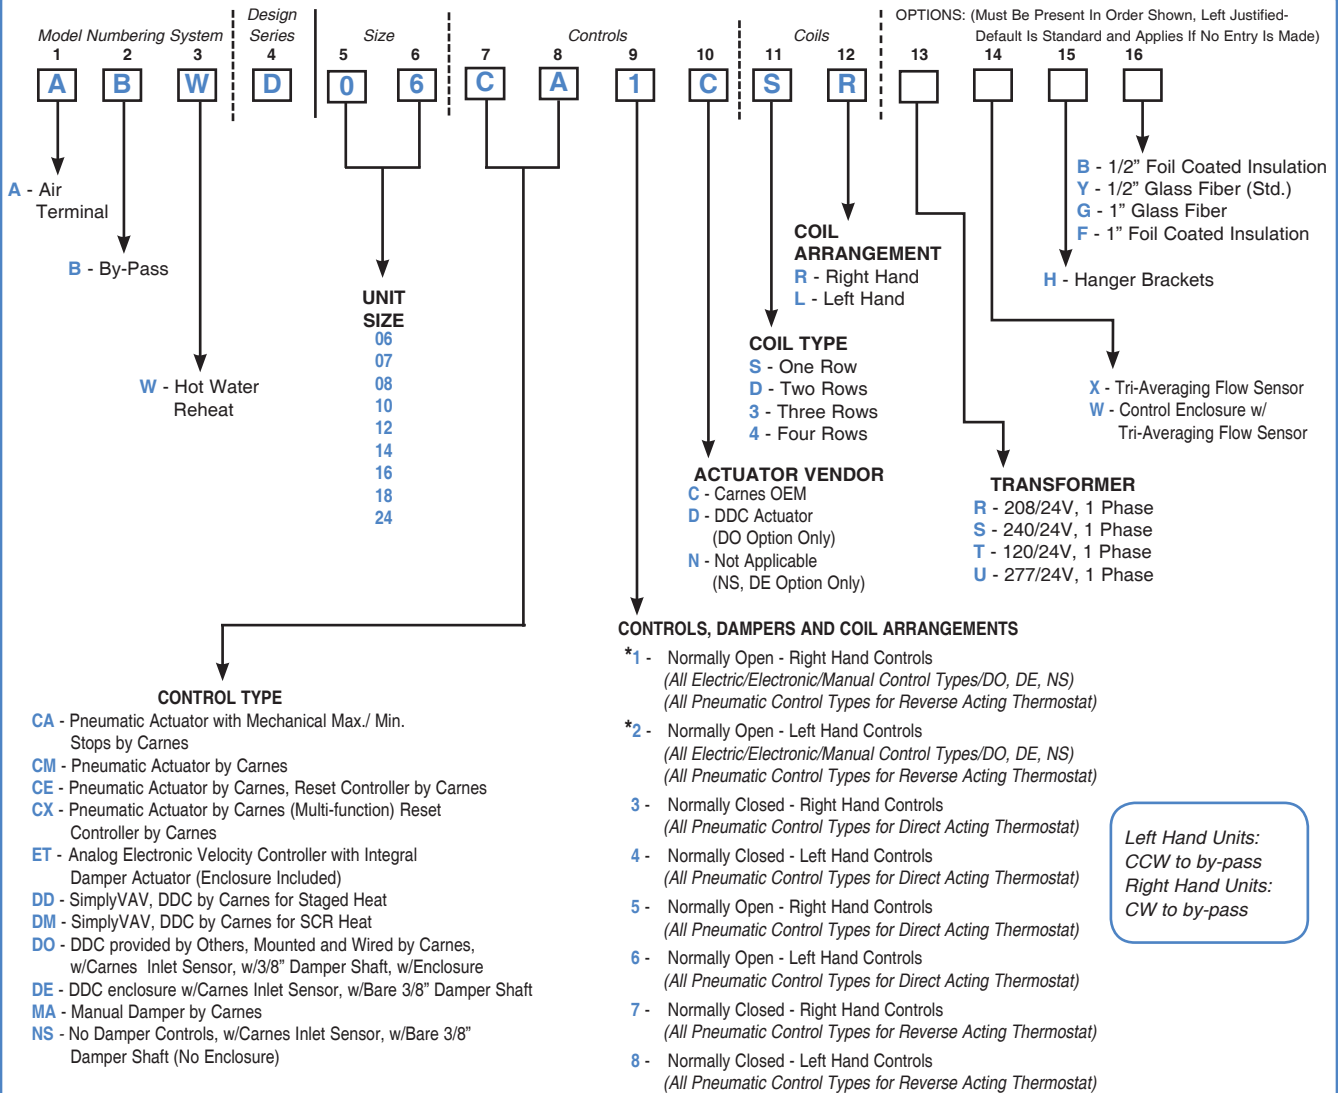 Model Numbering System
Design
Series
Size
Controls
Coils
OPTIONS: (Must Be Present In Order Shown, Left Justified-
Default Is Standard and Applies If No Entry Is Made)
1 2 3 4 5 6 7 8 9 10 11 12 13 14 15 16
A B W D 0 6 C A 1 C S R
A - Air
Terminal
B - By-Pass
W - Hot Water
Reheat
UNIT
SIZE
06
07
08
10
12
14
16
18
24
COIL
ARRANGEMENT
R - Right Hand
L - Left Hand
COIL TYPE
S - One Row
D - Two Rows
3 - Three Rows
4 - Four Rows
ACTUATOR VENDOR
C - Carnes OEM
D - DDC Actuator
(DO Option Only)
N - Not Applicable
(NS, DE Option Only)
B - 1/2” Foil Coated Insulation
Y - 1/2” Glass Fiber (Std.)
G - 1” Glass Fiber
F - 1” Foil Coated Insulation
H - Hanger Brackets
X - Tri-Averaging Flow Sensor
W - Control Enclosure w/
Tri-Averaging Flow Sensor
TRANSFORMER
R - 208/24V, 1 Phase
S - 240/24V, 1 Phase
T - 120/24V, 1 Phase
U - 277/24V, 1 Phase
CONTROL TYPE
CA - Pneumatic Actuator with Mechanical Max./ Min.
Stops by Carnes
CM - Pneumatic Actuator by Carnes
CE - Pneumatic Actuator by Carnes, Reset Controller by Carnes
CX - Pneumatic Actuator by Carnes (Multi-function) Reset
Controller by Carnes
ET - Analog Electronic Velocity Controller with Integral
Damper Actuator (Enclosure Included)
DD - SimplyVAV, DDC by Carnes for Staged Heat
DM - SimplyVAV, DDC by Carnes for SCR Heat
DO - DDC provided by Others, Mounted and Wired by Carnes,
w/Carnes Inlet Sensor, w/3/8” Damper Shaft, w/Enclosure
DE - DDC enclosure w/Carnes Inlet Sensor, w/Bare 3/8” Damper Shaft
MA - Manual Damper by Carnes
NS - No Damper Controls, w/Carnes Inlet Sensor, w/Bare 3/8”
Damper Shaft (No Enclosure)
CONTROLS, DAMPERS AND COIL ARRANGEMENTS
*1 - Normally Open - Right Hand Controls
(All Electric/Electronic/Manual Control Types/DO, DE, NS)
(All Pneumatic Control Types for Reverse Acting Thermostat)
*2 - Normally Open - Left Hand Controls
(All Electric/Electronic/Manual Control Types/DO, DE, NS)
(All Pneumatic Control Types for Reverse Acting Thermostat)
3 - Normally Closed - Right Hand Controls
(All Pneumatic Control Types for Direct Acting Thermostat)
4 - Normally Closed - Left Hand Controls
(All Pneumatic Control Types for Direct Acting Thermostat)
5 - Normally Open - Right Hand Controls
(All Pneumatic Control Types for Direct Acting Thermostat)
6 - Normally Open - Left Hand Controls
(All Pneumatic Control Types for Direct Acting Thermostat)
7 - Normally Closed - Right Hand Controls
(All Pneumatic Control Types for Reverse Acting Thermostat)
8 - Normally Closed - Left Hand Controls
(All Pneumatic Control Types for Reverse Acting Thermostat)
Left Hand Units:
CCW to by-pass
Right Hand Units:
CW to by-pass